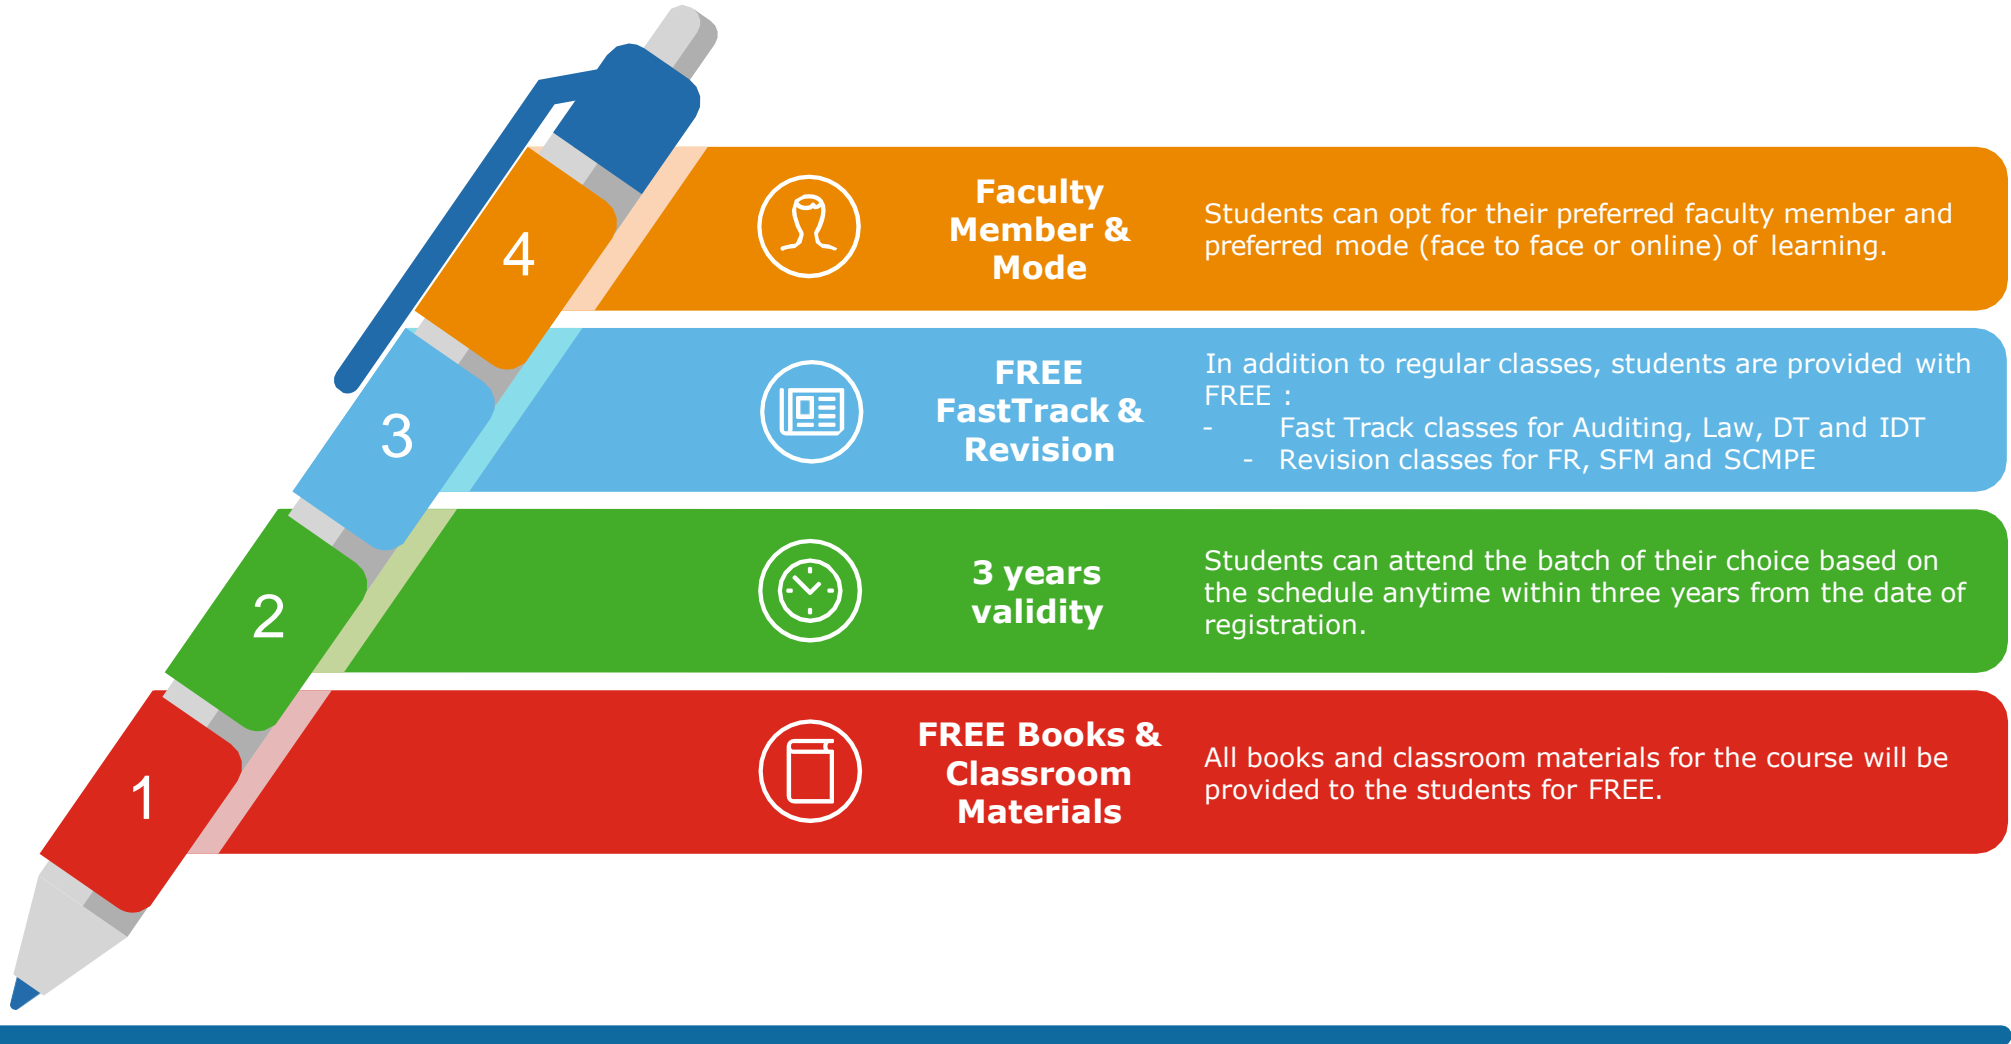 4
Faculty
Member &
Mode
Students can opt for their preferred faculty member and
preferred mode (face to face or online) of learning.
3
FREE
FastTrack &
Revision
In addition to regular classes, students are provided with
FREE :
- Fast Track classes for Auditing, Law, DT and IDT
- Revision classes for FR, SFM and SCMPE
2
3 years
validity
Students can attend the batch of their choice based on
the schedule anytime within three years from the date of
registration.
1
FREE Books &
Classroom
Materials
All books and classroom materials for the course will be
provided to the students for FREE.